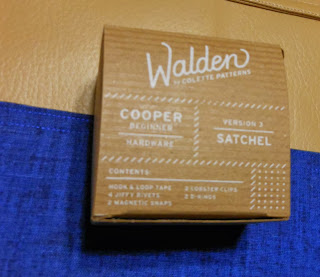 Walden
by COLETTE PATTERNS
COOPER
BEGINNER
HARDWARE
VERSION 3
SATCHEL
CONTENTS:
HOOK & LOOP TAPE
4 JIFFY RIVETS
2 MAGNETIC SNAPS
2 D-RINGS